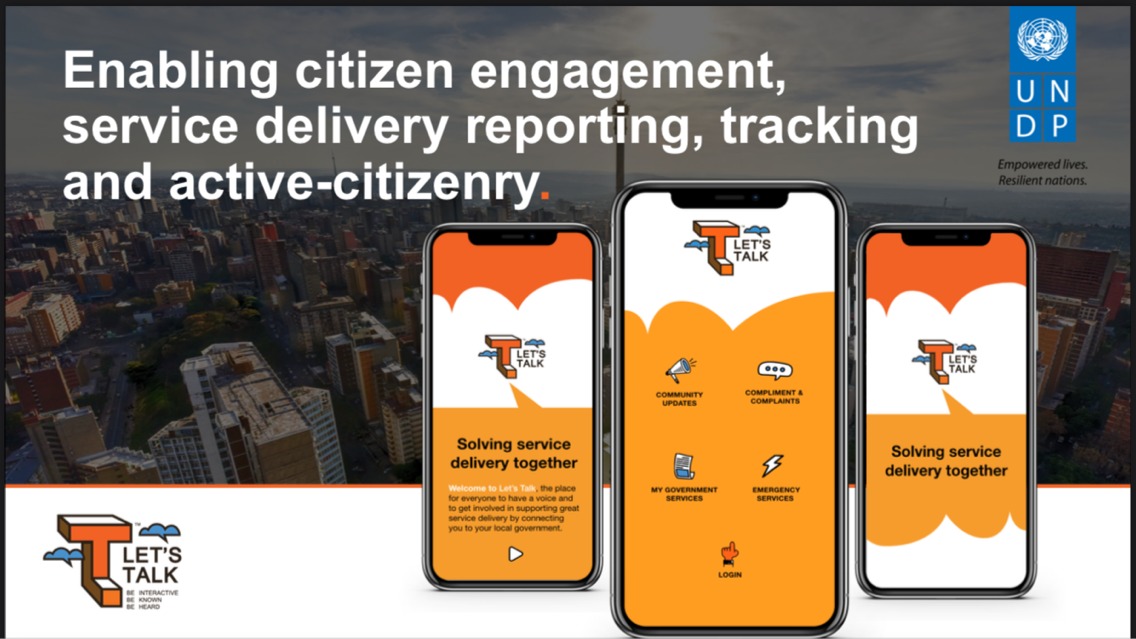 Enabling citizen engagement,
service delivery reporting, tracking
and active-citizenry.
U N
D P
Empowered lives.
Resilient nations.
LET'S
TALK
Solving service
delivery together
Welcome to Let's Talk, the place
for everyone to have a voice and
to get involved in supporting great
service delivery by connecting
you to your local government.
LET'S
TALK
COMMUNITY
UPDATES
COMPLIMENT &
COMPLAINTS
MY GOVERNMENT
SERVICES
EMERGENCY
SERVICES
LOGIN
LET'S
TALK
Solving service
delivery together
LET'S
TALK
BE INTERACTIVE
BE KNOWN
BE HEARD
TM